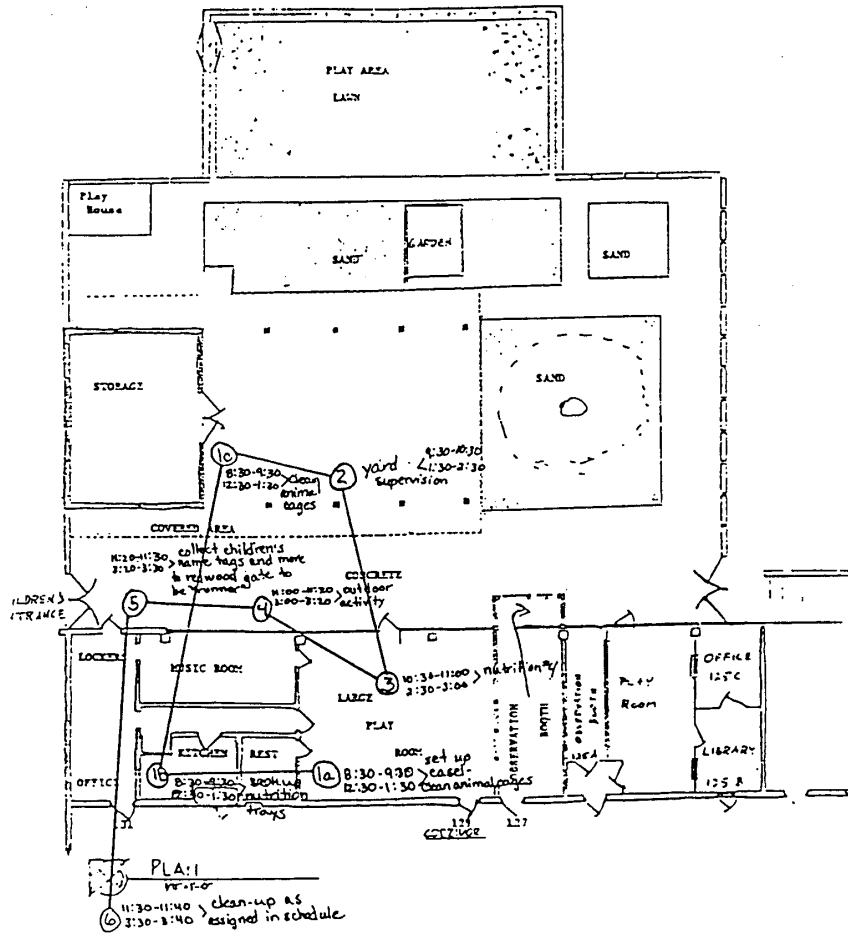 PLAY AREA
LAWN
Play
House
SAND
GARDEN
SAND
STORAGE
SAND
1c
8:30-9:30
12:30-1:30
clean
animal
cages
2
yard
supervision
9:30-10:30
1:30-2:30
COVERED AREA
11:20-11:30
3:20-3:30
collect children's
name tags and move
to redwood gate to
be
CONCRETE
5
4
11:00-11:20
3:00-3:20
outdoor
activity
LOCKER
MUSIC ROOM
3
10:30-11:00
2:30-3:00
nutrition
LARGE
PLAY
ROOM
OBSERVATION
BOOTH
OBSERVATION
BOOTH
125A
PLAY
ROOM
OFFICE
125C
LIBRARY
125 B
KITCHEN
REST
OFFICE
1b
8:30-9:30
12:30-1:30
nutrition
trays
1a
8:30-9:30
12:30-1:30
set up
easel-
clean animal cages
131
129
127
PLAN
6
11:30-11:40
3:30-3:40
clean-up as
assigned in schedule